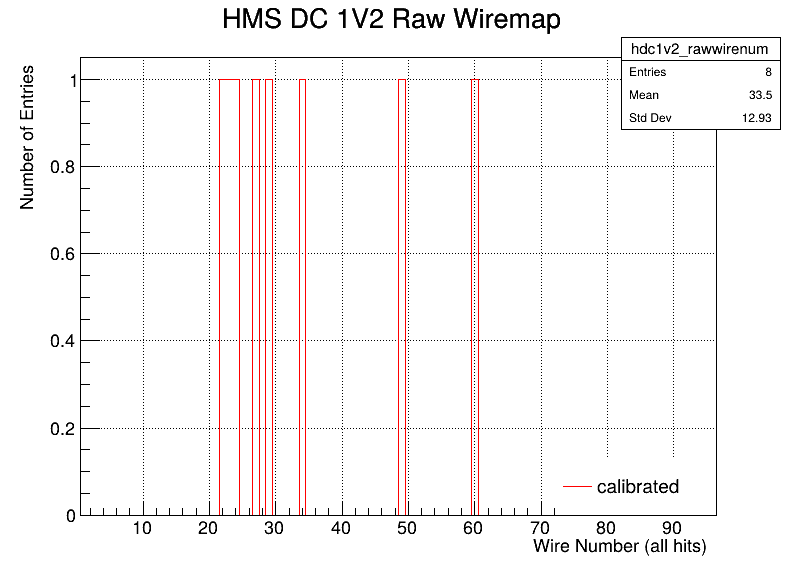 HMS DC 1V2 Raw Wiremap
hdc1v2_rawwirenum
Entries 8
Mean 33.5
Std Dev 12.93
Number of Entries
1
0.8
0.6
0.4
0.2
0
calibrated
10 20 30 40 50 60 70 80 90
Wire Number (all hits)